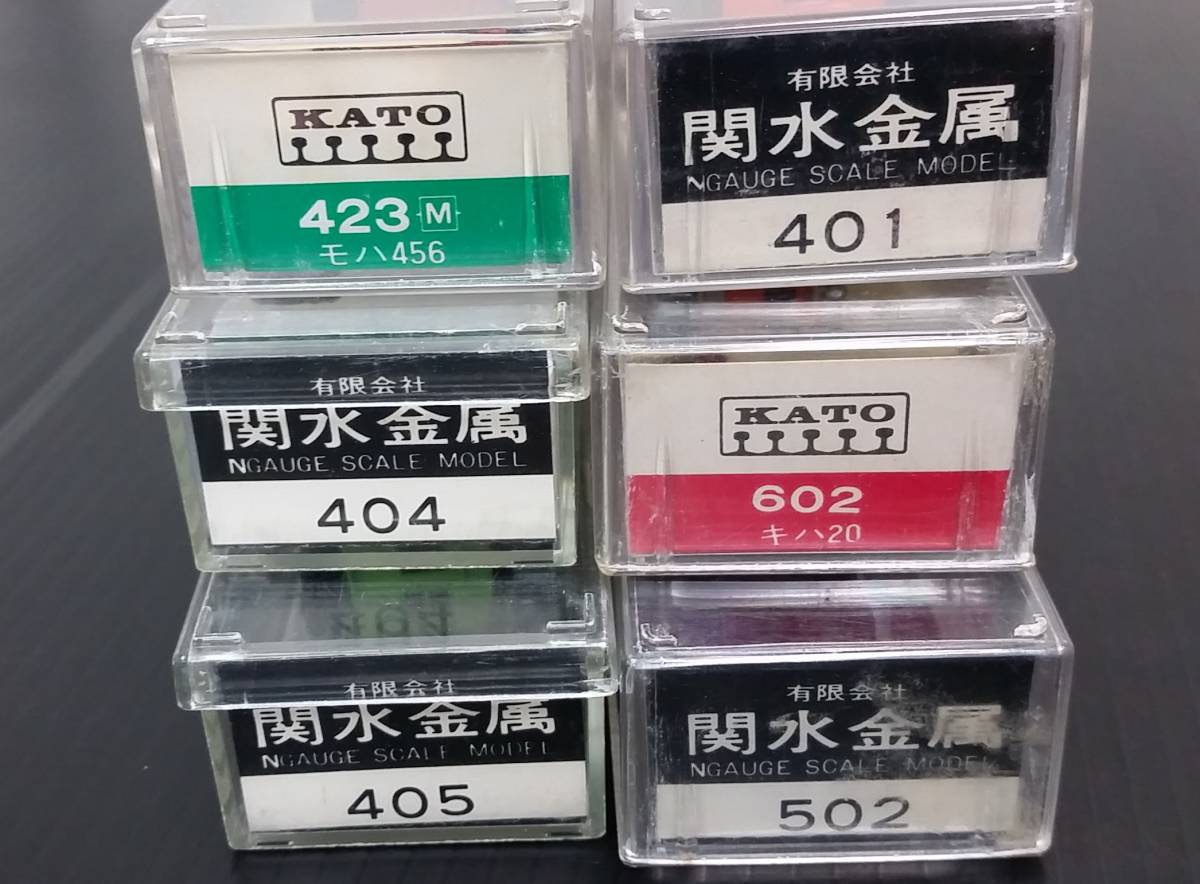 KATO
423 M
モハ456
有限会社
関水金属
NGAUGE SCALE MODEL
401
有限会社
関水金属
NGAUGE SCALE MODEL
404
KATO
602
キハ20
404
有限会社
関水金属
NGAUGE SCALE MODEL
405
有限会社
関水金属
NGAUGE SCALE MODEL
502